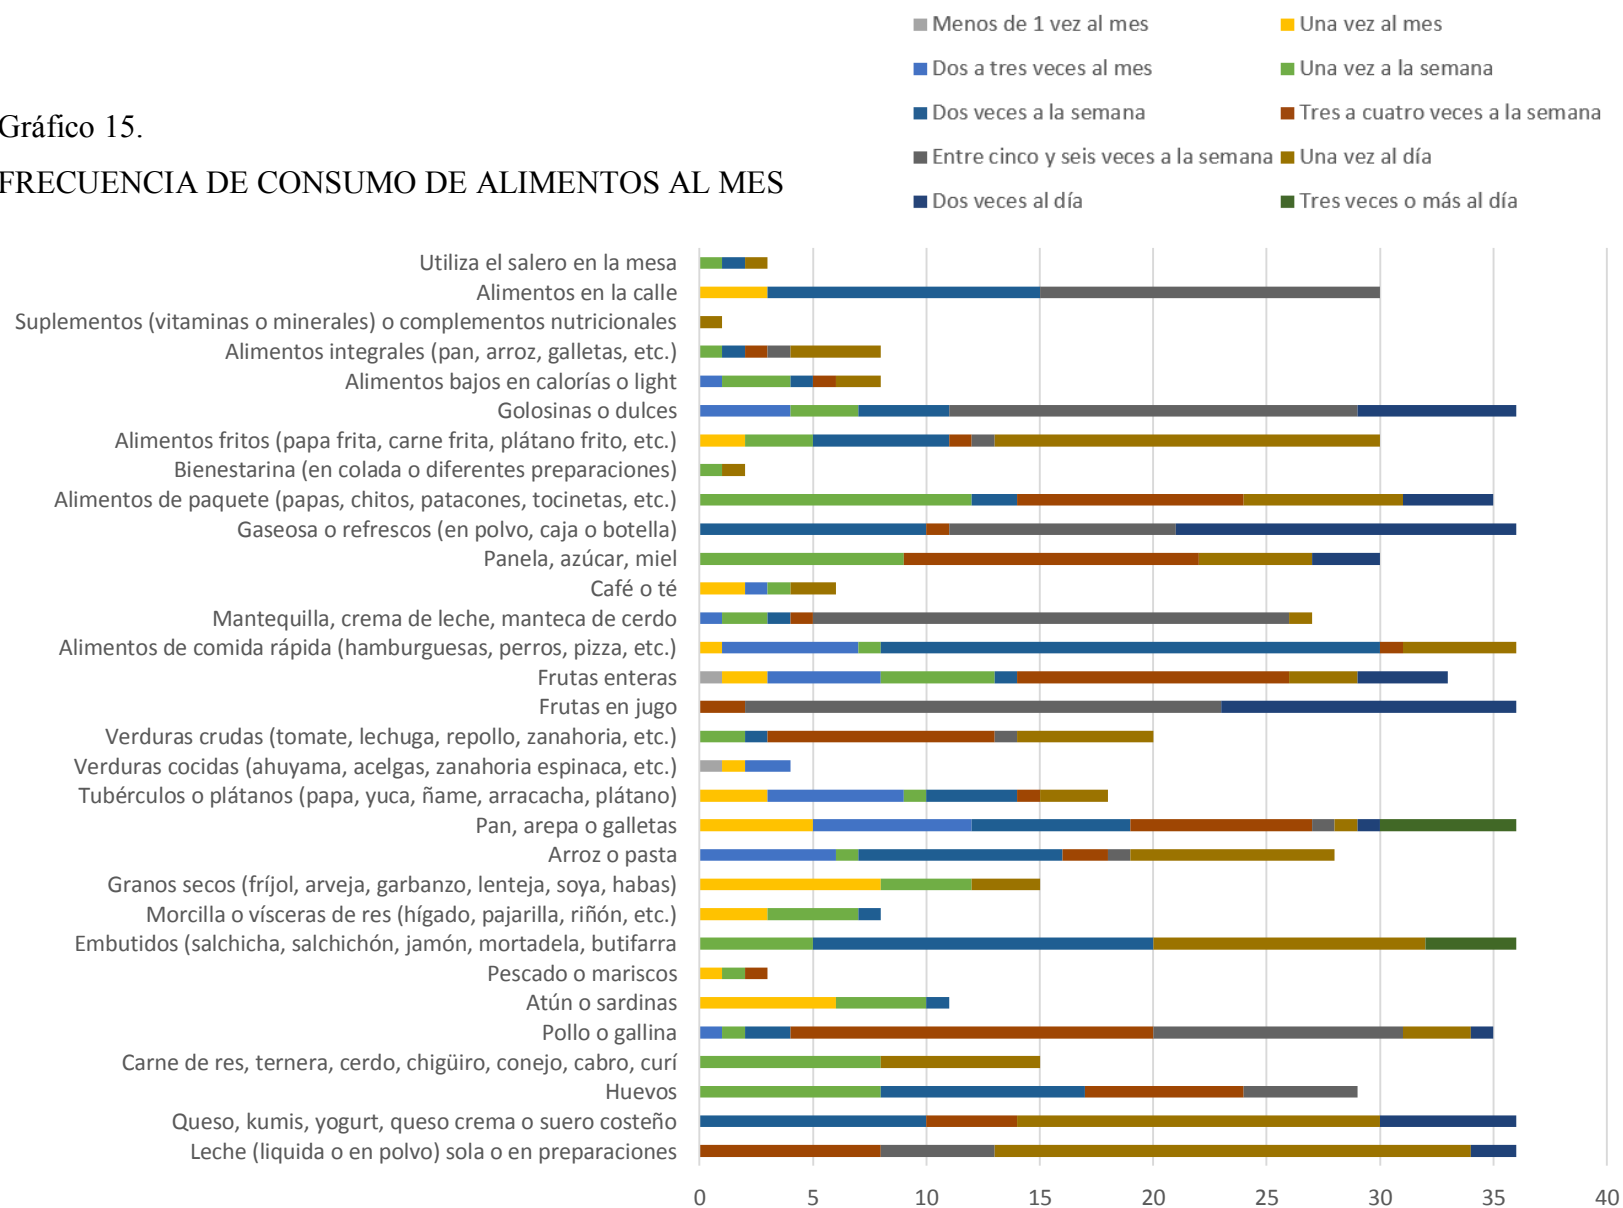 Menos de 1 vez al mes
Una vez al mes
Dos a tres veces al mes
Una vez a la semana
Dos veces a la semana
Tres a cuatro veces a la semana
Entre cinco y seis veces a la semana
Una vez al día
Dos veces al día
Tres veces o más al día
Gráfico 15.
FRECUENCIA DE CONSUMO DE ALIMENTOS AL MES
Utiliza el salero en la mesa
Alimentos en la calle
Suplementos (vitaminas o minerales) o complementos nutricionales
Alimentos integrales (pan, arroz, galletas, etc.)
Alimentos bajos en calorías o light
Golosinas o dulces
Alimentos fritos (papa frita, carne frita, plátano frito, etc.)
Bienestarina (en colada o diferentes preparaciones)
Alimentos de paquete (papas, chitos, patacones, tocinetas, etc.)
Gaseosa o refrescos (en polvo, caja o botella)
Panela, azúcar, miel
Café o té
Mantequilla, crema de leche, manteca de cerdo
Alimentos de comida rápida (hamburguesas, perros, pizza, etc.)
Frutas enteras
Frutas en jugo
Verduras crudas (tomate, lechuga, repollo, zanahoria, etc.)
Verduras cocidas (ahuyama, acelgas, zanahoria espinaca, etc.)
Tubérculos o plátanos (papa, yuca, ñame, arracacha, plátano)
Pan, arepa o galletas
Arroz o pasta
Granos secos (fríjol, arveja, garbanzo, lenteja, soya, habas)
Morcilla o vísceras de res (hígado, pajarilla, riñón, etc.)
Embutidos (salchicha, salchichón, jamón, mortadela, butifarra
Pescado o mariscos
Atún o sardinas
Pollo o gallina
Carne de res, ternera, cerdo, chigüiro, conejo, cabro, curí
Huevos
Queso, kumis, yogurt, queso crema o suero costeño
Leche (liquida o en polvo) sola o en preparaciones
0 5 10 15 20 25 30 35 40